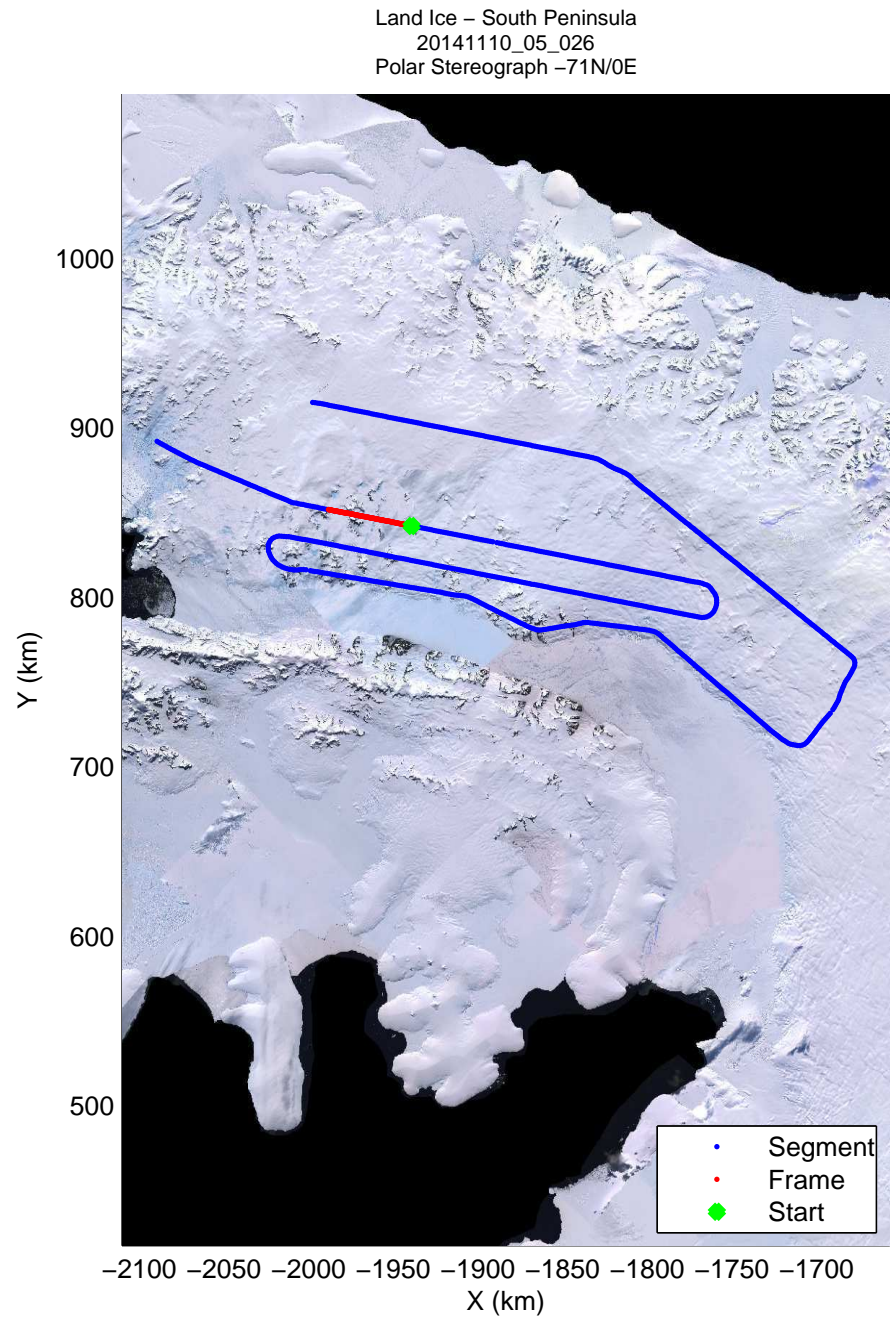 Land Ice − South Peninsula
20141110_05_026
Polar Stereograph −71N/0E
1000
900
800
700
600
500
Y (km)
−2100 −2050 −2000 −1950 −1900 −1850 −1800 −1750 −1700
X (km)
Segment
Frame
Start